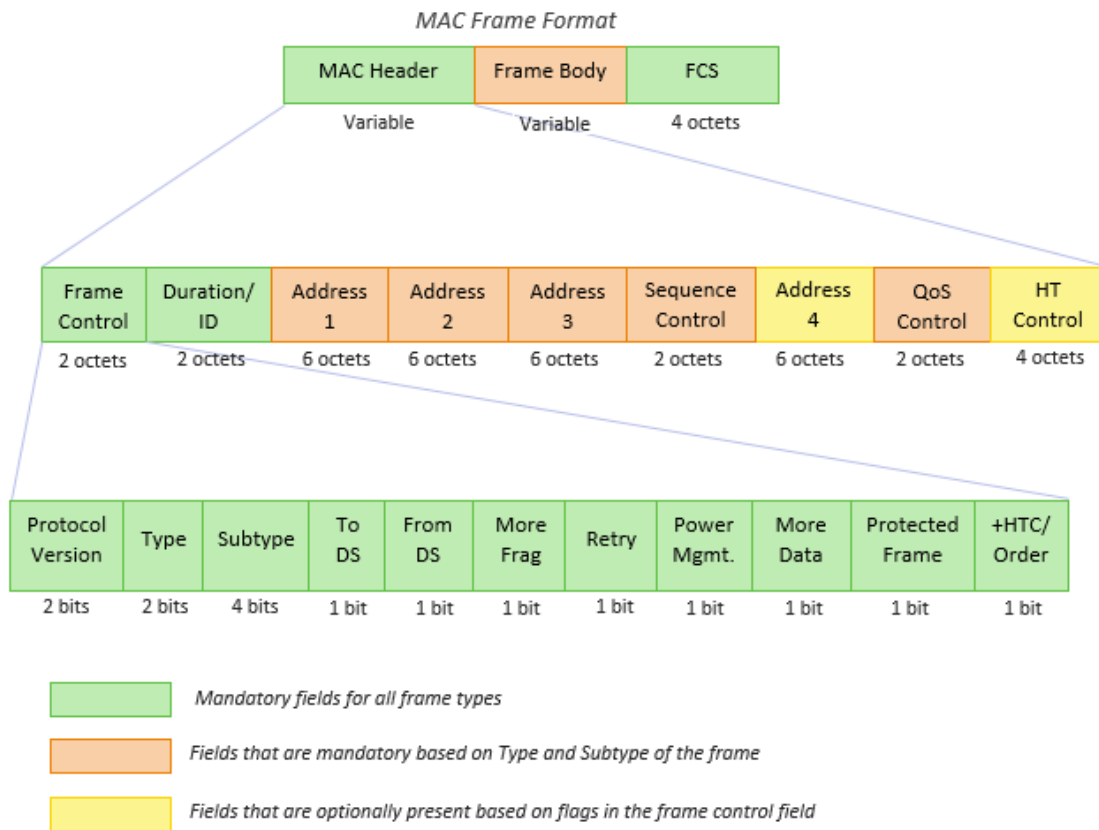 MAC Frame Format
MAC Header Frame Body FCS
Variable Variable 4 octets
Frame Control Duration/ ID Address 1 Address 2 Address 3 Sequence Control Address 4 QoS Control HT Control
2 octets 2 octets 6 octets 6 octets 6 octets 2 octets 6 octets 2 octets 4 octets
Protocol Version Type Subtype To DS From DS More Frag Retry Power Mgmt. More Data Protected Frame +HTC/ Order
2 bits 2 bits 4 bits 1 bit 1 bit 1 bit 1 bit 1 bit 1 bit 1 bit 1 bit
Mandatory fields for all frame types
Fields that are mandatory based on Type and Subtype of the frame
Fields that are optionally present based on flags in the frame control field